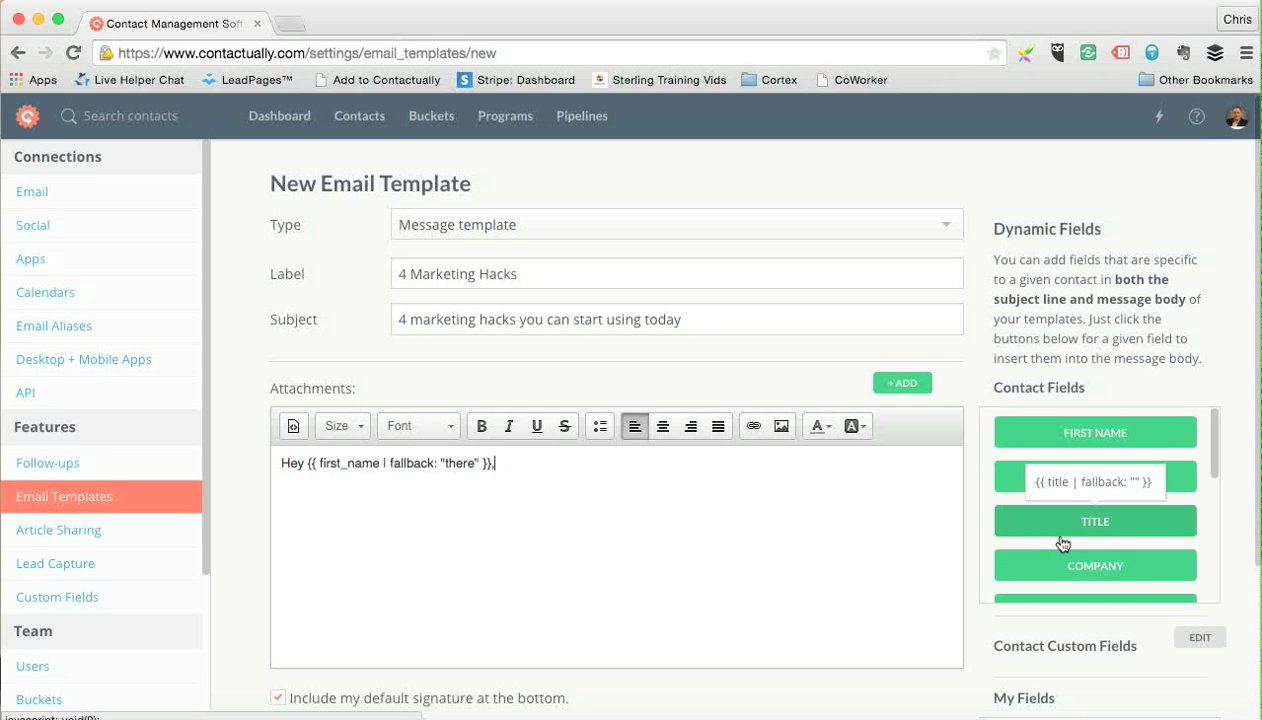 Contact Management Soft
Chris
https://www.contactually.com/settings/email_templates/new
Apps Live Helper Chat LeadPages™ Add to Contactually Stripe: Dashboard Sterling Training Vids Cortex CoWorker Other Bookmarks
Search contacts Dashboard Contacts Buckets Programs Pipelines
Connections
Email
Social
Apps
Calendars
Email Aliases
Desktop + Mobile Apps
API
Features
Follow-ups
Email Templates
Article Sharing
Lead Capture
Custom Fields
Team
Users
Buckets
New Email Template
Type Message template
Label 4 Marketing Hacks
Subject 4 marketing hacks you can start using today
Attachments: + ADD
Size Font B I U S A A
Hey {{ first_name | fallback: "there" }},
Include my default signature at the bottom.
Dynamic Fields
You can add fields that are specific
to a given contact in both the
subject line and message body of
your templates. Just click the
buttons below for a given field to
insert them into the message body.
Contact Fields
FIRST NAME
{{ title | fallback: "" }}
TITLE
COMPANY
Contact Custom Fields EDIT
My Fields